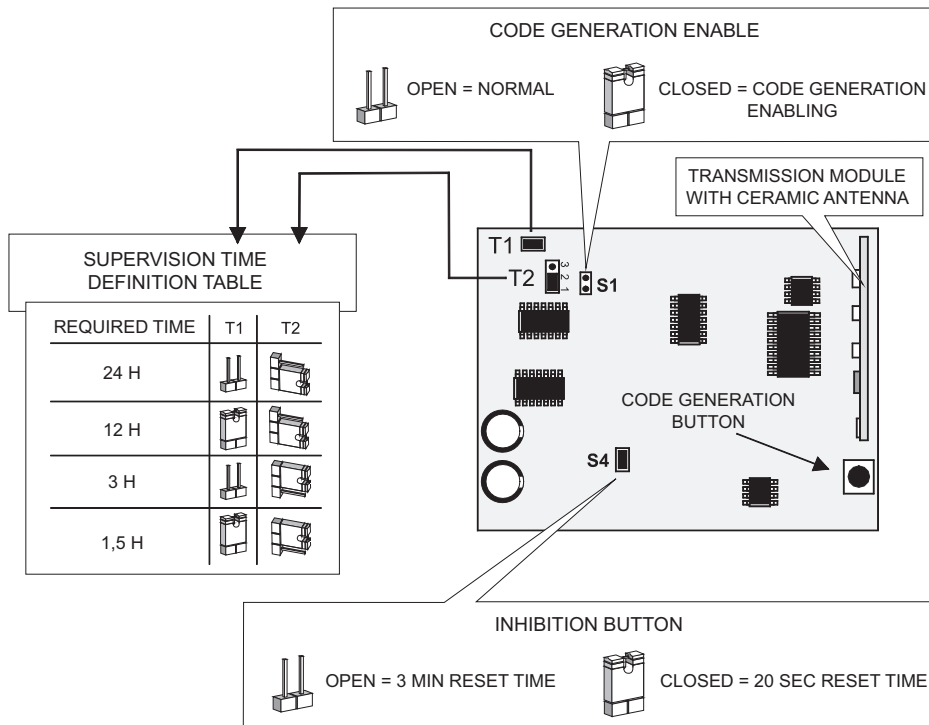 CODE GENERATION ENABLE
OPEN = NORMAL
CLOSED = CODE GENERATION
ENABLING
TRANSMISSION MODULE
WITH CERAMIC ANTENNA
T1
T2
3
2
1
S1
SUPERVISION TIME
DEFINITION TABLE
REQUIRED TIME T1 T2
24 H
12 H
3 H
1,5 H
CODE GENERATION
BUTTON
S4
INHIBITION BUTTON
OPEN = 3 MIN RESET TIME
CLOSED = 20 SEC RESET TIME